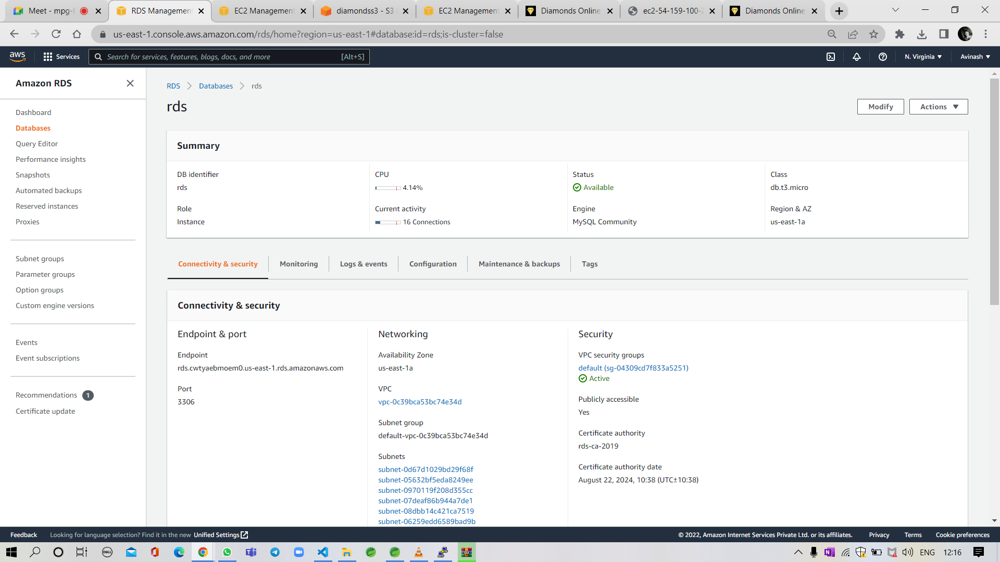 Meet - mpg-b
RDS Management
EC2 Management
diamondss3 - S3
EC2 Management
Diamonds Online
ec2-54-159-100-2
Diamonds Online
us-east-1.console.aws.amazon.com/rds/home?region=us-east-1#database:id=rds;is-cluster=false
aws
Services
Search for services, features, blogs, docs, and more
[Alt+S]
N. Virginia
Avinash
Amazon RDS
Dashboard
Databases
Query Editor
Performance insights
Snapshots
Automated backups
Reserved instances
Proxies
Subnet groups
Parameter groups
Option groups
Custom engine versions
Events
Event subscriptions
Recommendations 1
Certificate update
RDS > Databases > rds
rds
Modify
Actions
Summary
DB identifier
rds
CPU
4.14%
Status
Available
Class
db.t3.micro
Role
Instance
Current activity
16 Connections
Engine
MySQL Community
Region & AZ
us-east-1a
Connectivity & security
Monitoring
Logs & events
Configuration
Maintenance & backups
Tags
Connectivity & security
Endpoint & port
Endpoint
rds.cwtyaebmoem0.us-east-1.rds.amazonaws.com
Port
3306
Networking
Availability Zone
us-east-1a
VPC
vpc-0c39bca53bc74e34d
Subnet group
default-vpc-0c39bca53bc74e34d
Subnets
subnet-0d67d1029bd29f68f
subnet-05632bf5eda8249ee
subnet-0970119f208d355cc
subnet-07deaf86b944a7de1
subnet-08dbb14c421ca7519
subnet-06259edd6589bad9b
Security
VPC security groups
default (sg-04309cd7f833a5251)
Active
Publicly accessible
Yes
Certificate authority
rds-ca-2019
Certificate authority date
August 22, 2024, 10:38 (UTC±10:38)
Feedback
Looking for language selection? Find it in the new Unified Settings
© 2022, Amazon Internet Services Private Ltd. or its affiliates.
Privacy
Terms
Cookie preferences
DELL
ENG
12:16